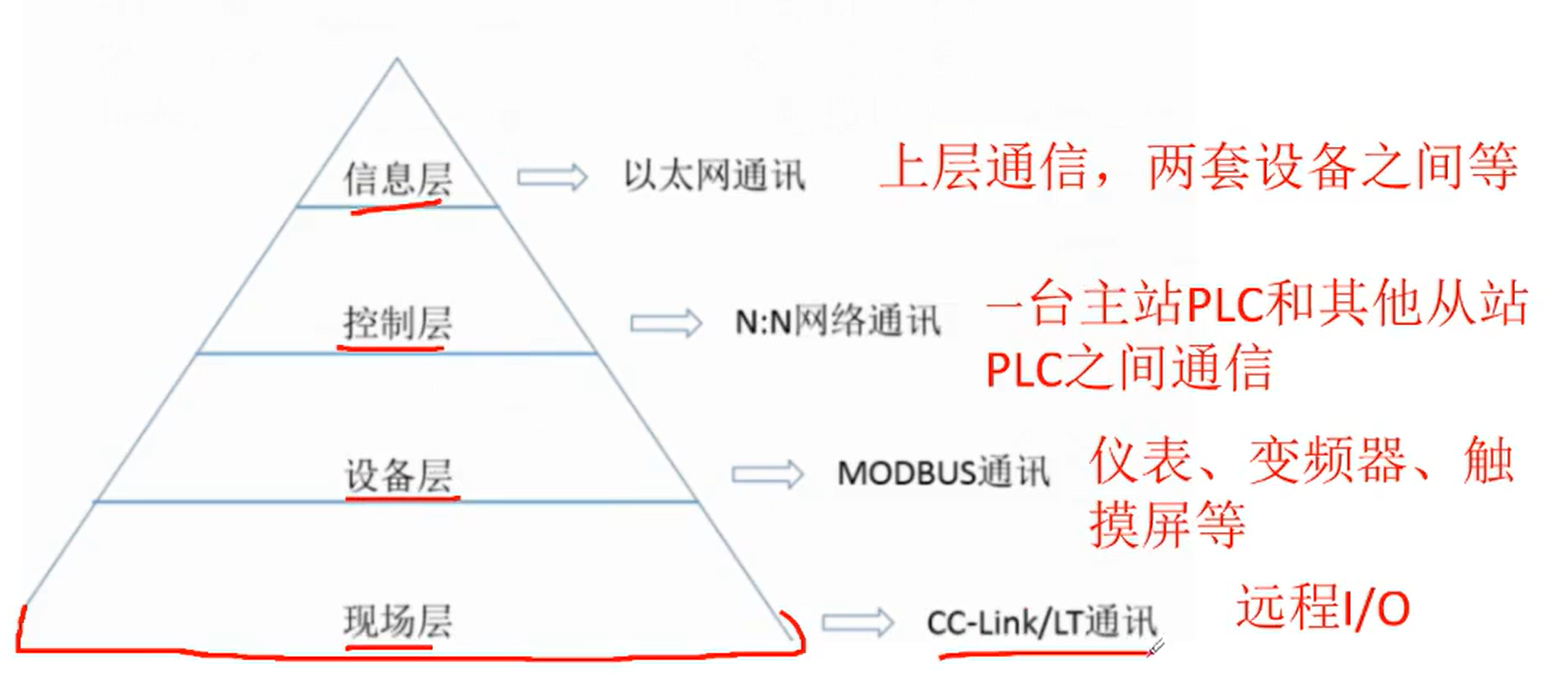 信息层
以太网通讯
上层通信，两套设备之间等
控制层
N:N网络通讯
一台主站PLC和其他从站
PLC之间通信
设备层
MODBUS通讯
仪表、变频器、触
摸屏等
现场层
CC-Link/LT通讯
远程I/O